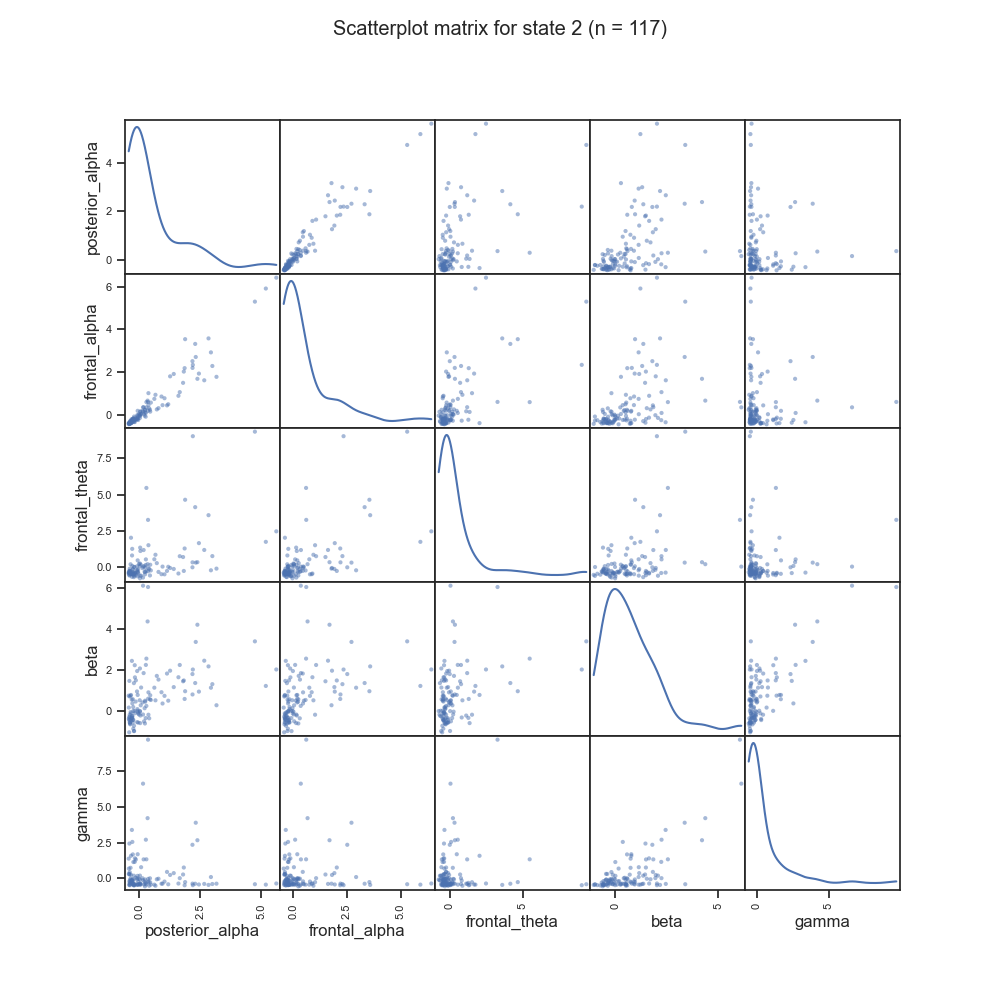 Scatterplot matrix for state 2 (n = 117)
posterior_alpha
4
2
0
frontal_alpha
6
4
2
0
frontal_theta
7.5
5.0
2.5
0.0
beta
6
4
2
0
gamma
7.5
5.0
2.5
0.0
0.0 2.5 5.0 0.0 2.5 5.0 0 5 0 5 0 5
posterior_alpha frontal_alpha frontal_theta beta gamma